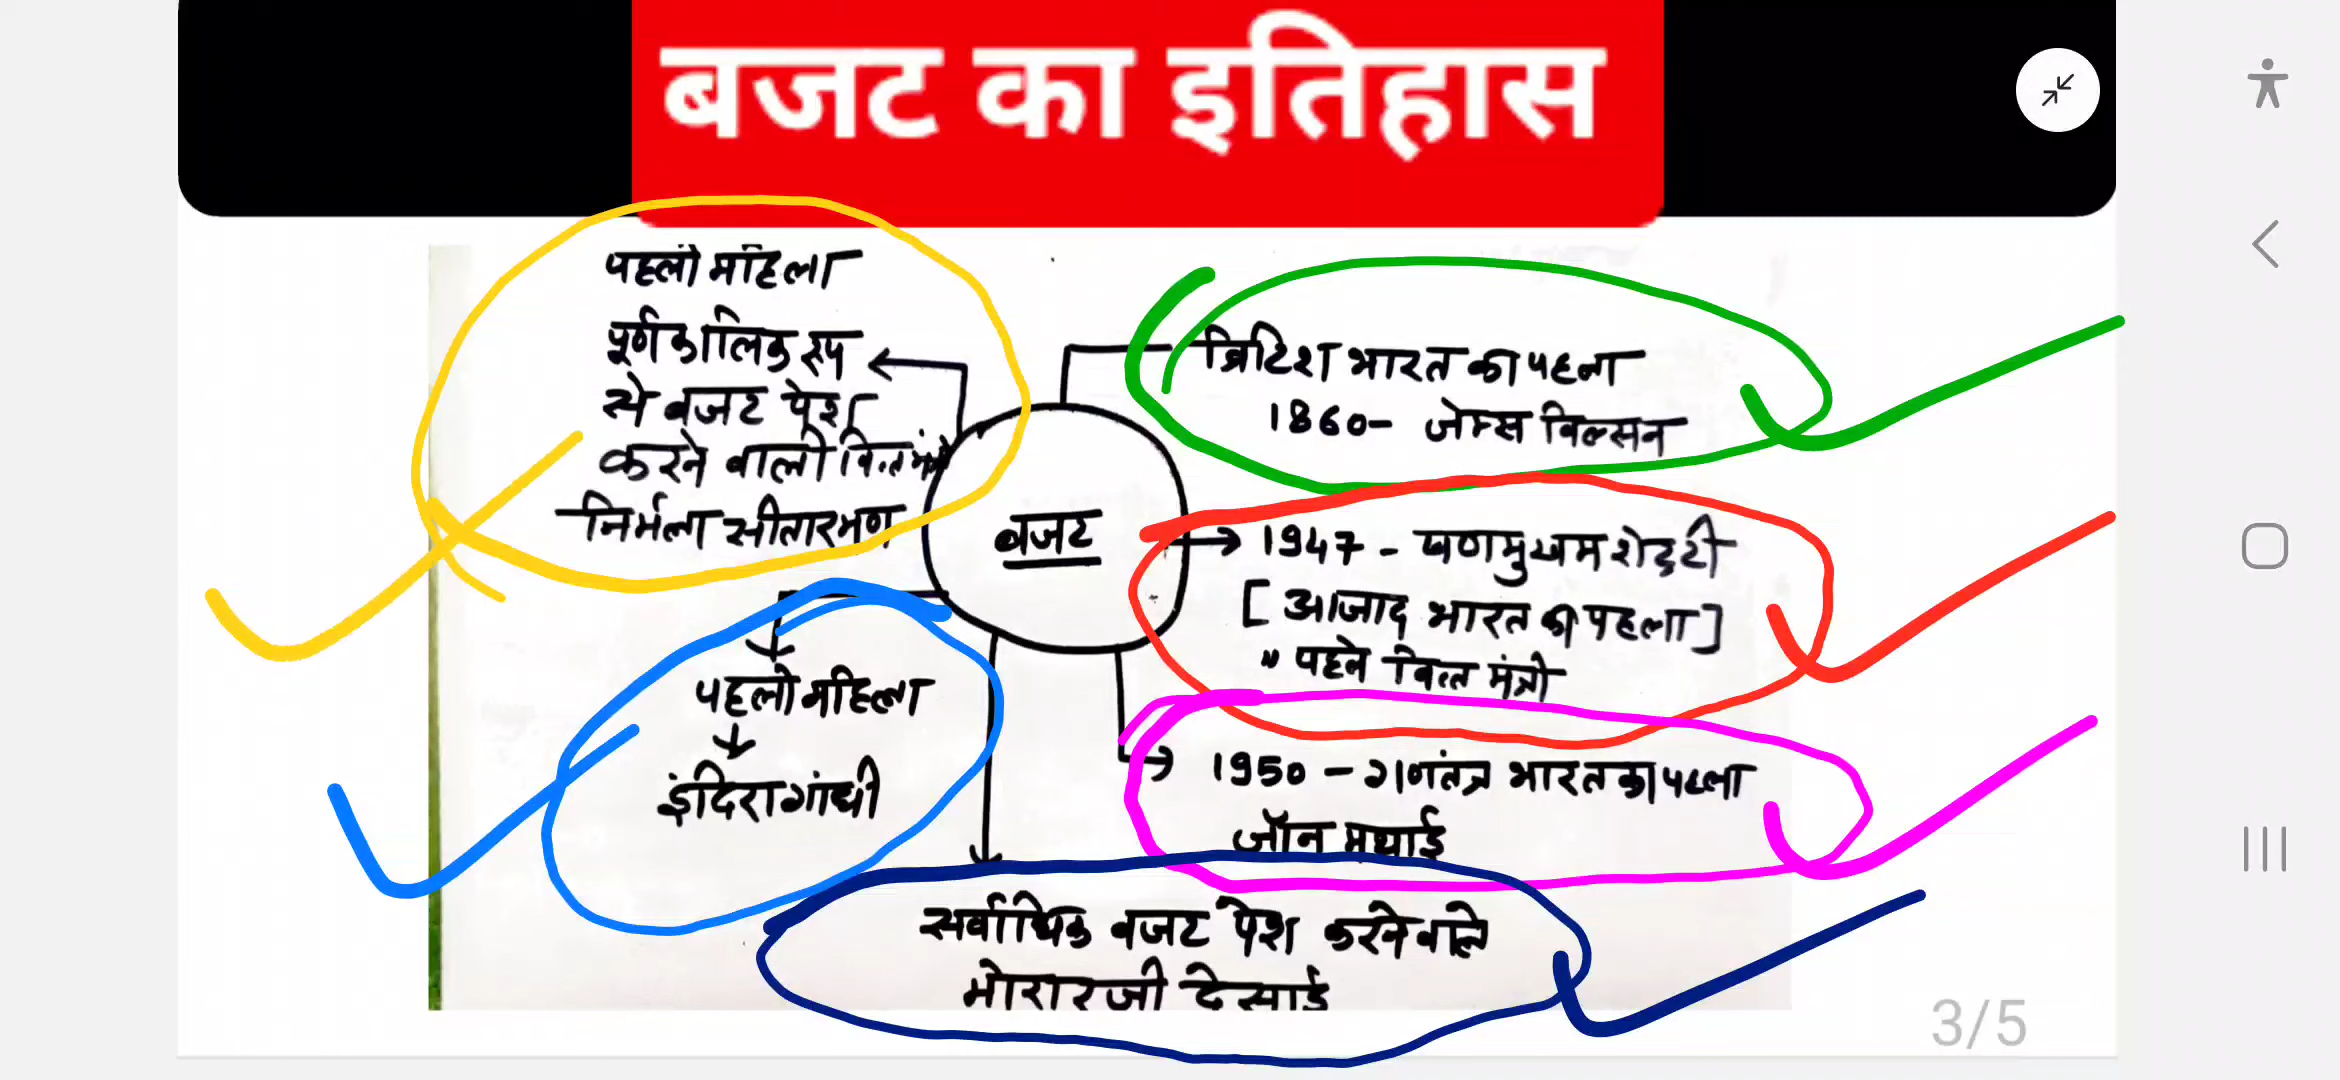 बजट का इतिहास
पहली महिला
पूर्णकालिक रूप
से बजट पेश
करने वाली वित्त मंत्री
निर्मला सीतारमण
ब्रिटिश भारत का पहला
1860- जेम्स विल्सन
बजट
→ 1947 - षणमुखम शेट्टी
[ आजाद भारत का पहला ]
" पहले वित्त मंत्री
पहली महिला
↓
इंदिरा गांधी
1950 - गणतंत्र भारत का पहला
जॉन मथाई
सर्वाधिक बजट पेश करने वाले
मोरारजी देसाई
3/5